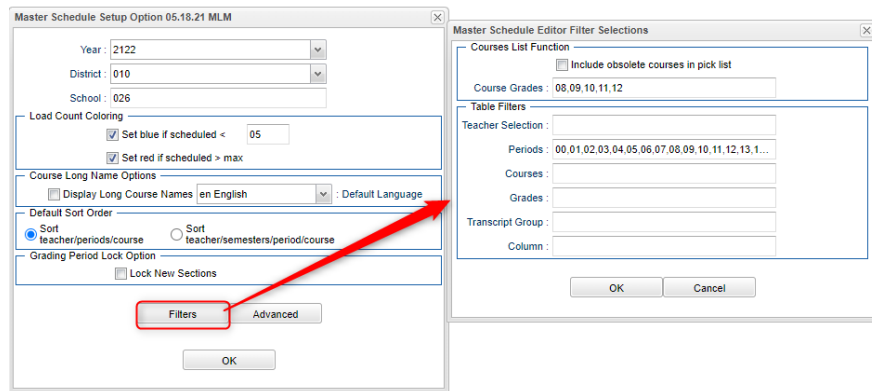 Master Schedule Setup Option 05.18.21 MLM
Year : 2122
District : 010
School : 026
Load Count Coloring
Set blue if scheduled < 05
Set red if scheduled > max
Course Long Name Options
Display Long Course Names en English : Default Language
Default Sort Order
Sort teacher/periods/course
Sort teacher/semesters/period/course
Grading Period Lock Option
Lock New Sections
Filters Advanced
OK
Master Schedule Editor Filter Selections
Courses List Function
Include obsolete courses in pick list
Course Grades : 08,09,10,11,12
Table Filters
Teacher Selection :
Periods : 00,01,02,03,04,05,06,07,08,09,10,11,12,13,1...
Courses :
Grades :
Transcript Group :
Column :
OK Cancel